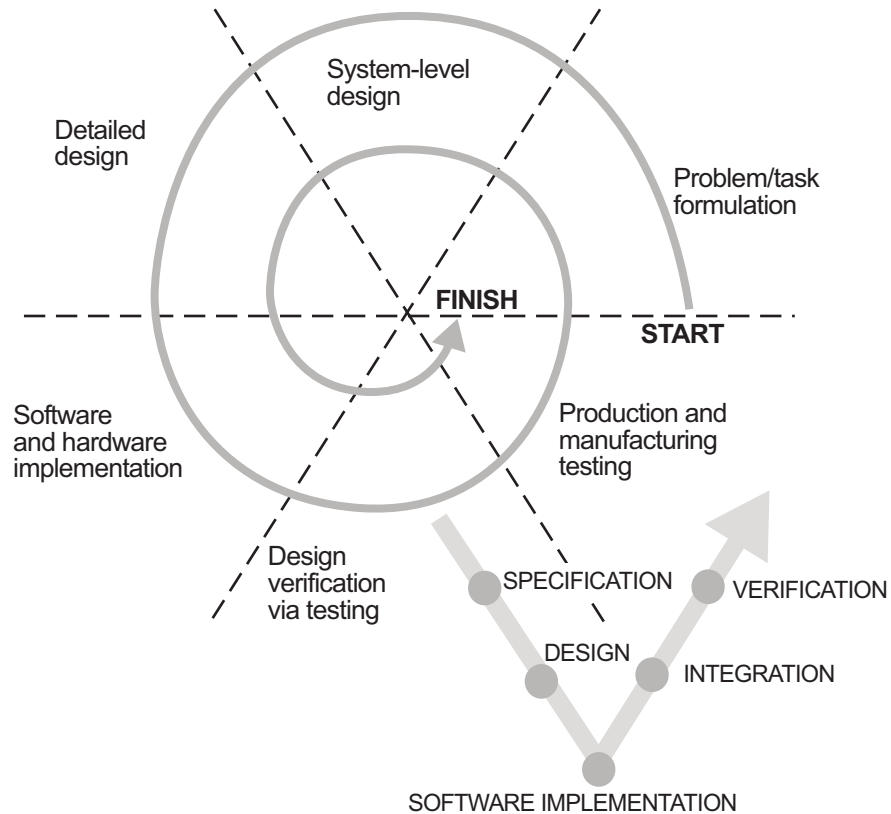 System-level
design
Detailed
design
Problem/task
formulation
FINISH
START
Software
and hardware
implementation
Production and
manufacturing
testing
Design
verification
via testing
SPECIFICATION
VERIFICATION
DESIGN
INTEGRATION
SOFTWARE IMPLEMENTATION